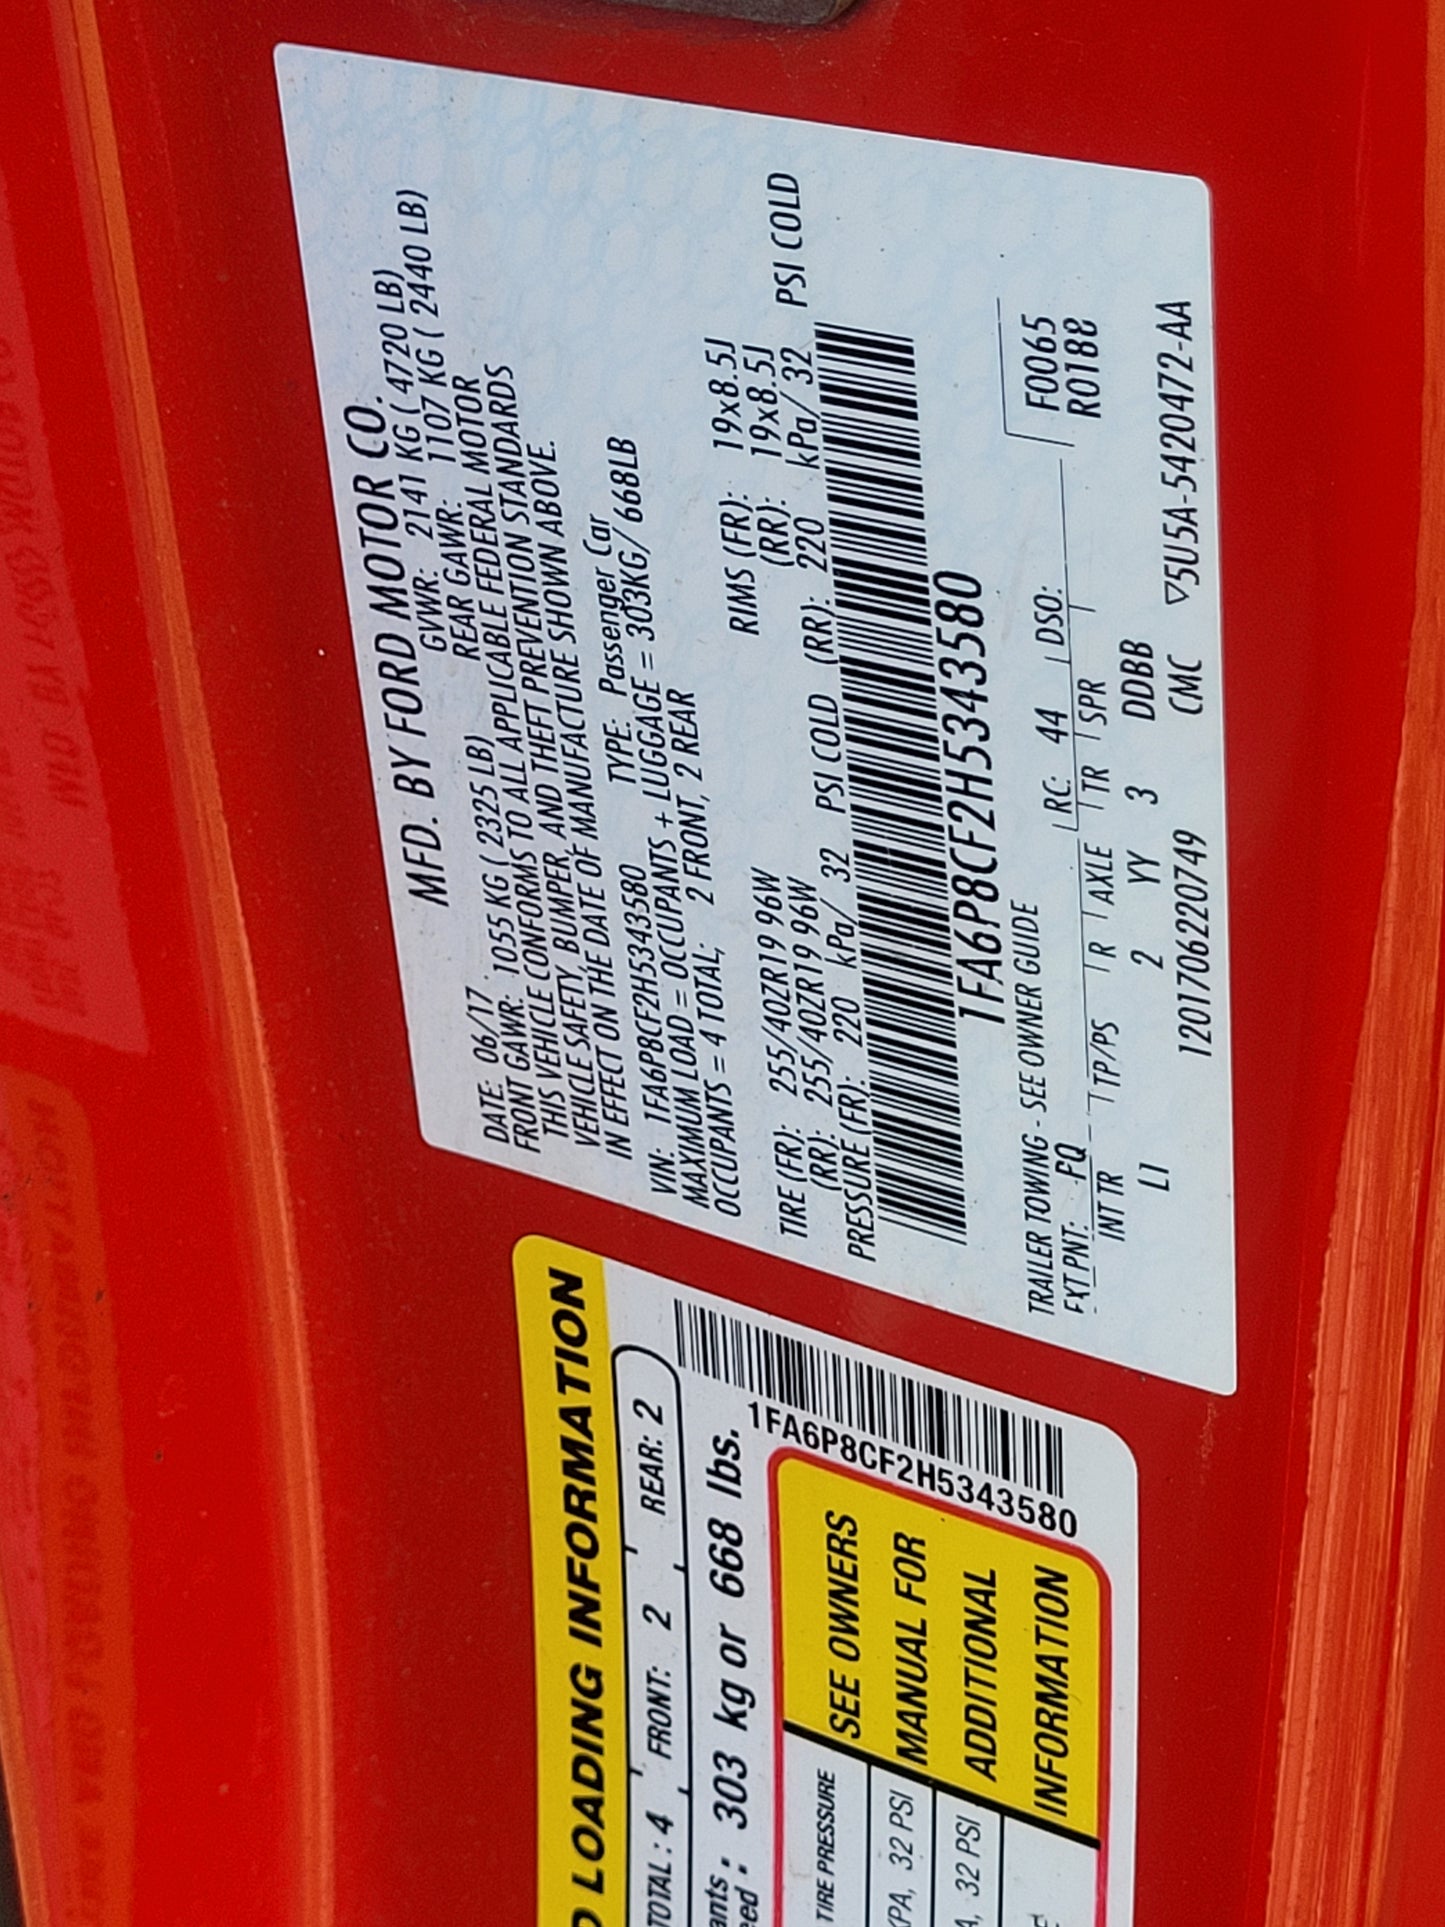 MFD. BY FORD MOTOR CO.
DATE: 06/17 GVWR: 2141 KG ( 4720 LB)
FRONT GAWR: 1055 KG ( 2325 LB) REAR GAWR: 1107 KG ( 2440 LB)
THIS VEHICLE CONFORMS TO ALL APPLICABLE FEDERAL MOTOR
VEHICLE SAFETY, BUMPER, AND THEFT PREVENTION STANDARDS
IN EFFECT ON THE DATE OF MANUFACTURE SHOWN ABOVE.
VIN: 1FA6P8CF2H5343580 TYPE: Passenger Car
MAXIMUM LOAD = OCCUPANTS + LUGGAGE = 303KG/ 668LB
OCCUPANTS = 4 TOTAL; 2 FRONT, 2 REAR
TIRE (FR): 255/40ZR19 96W RIMS (FR): 19x8.5J
(RR): 255/40ZR19 96W (RR): 19x8.5J
PRESSURE (FR): 220 kPa/ 32 PSI COLD (RR): 220 kPa/ 32 PSI COLD
1FA6P8CF2H5343580
TRAILER TOWING - SEE OWNER GUIDE
F0065
R0188
EXT PNT: PQ RC: 44 DSO:
INT TR TP/PS R AXLE TR SPR
LI 2 YY 3 DDBB
1201706220749 CMC ▽5U5A-5420472-AA
LOADING INFORMATION
TOTAL : 4 FRONT: 2 REAR: 2
303 kg or 668 lbs.
1FA6P8CF2H5343580
TIRE PRESSURE
KPA, 32 PSI
32 PSI
SEE OWNERS
MANUAL FOR
ADDITIONAL
INFORMATION